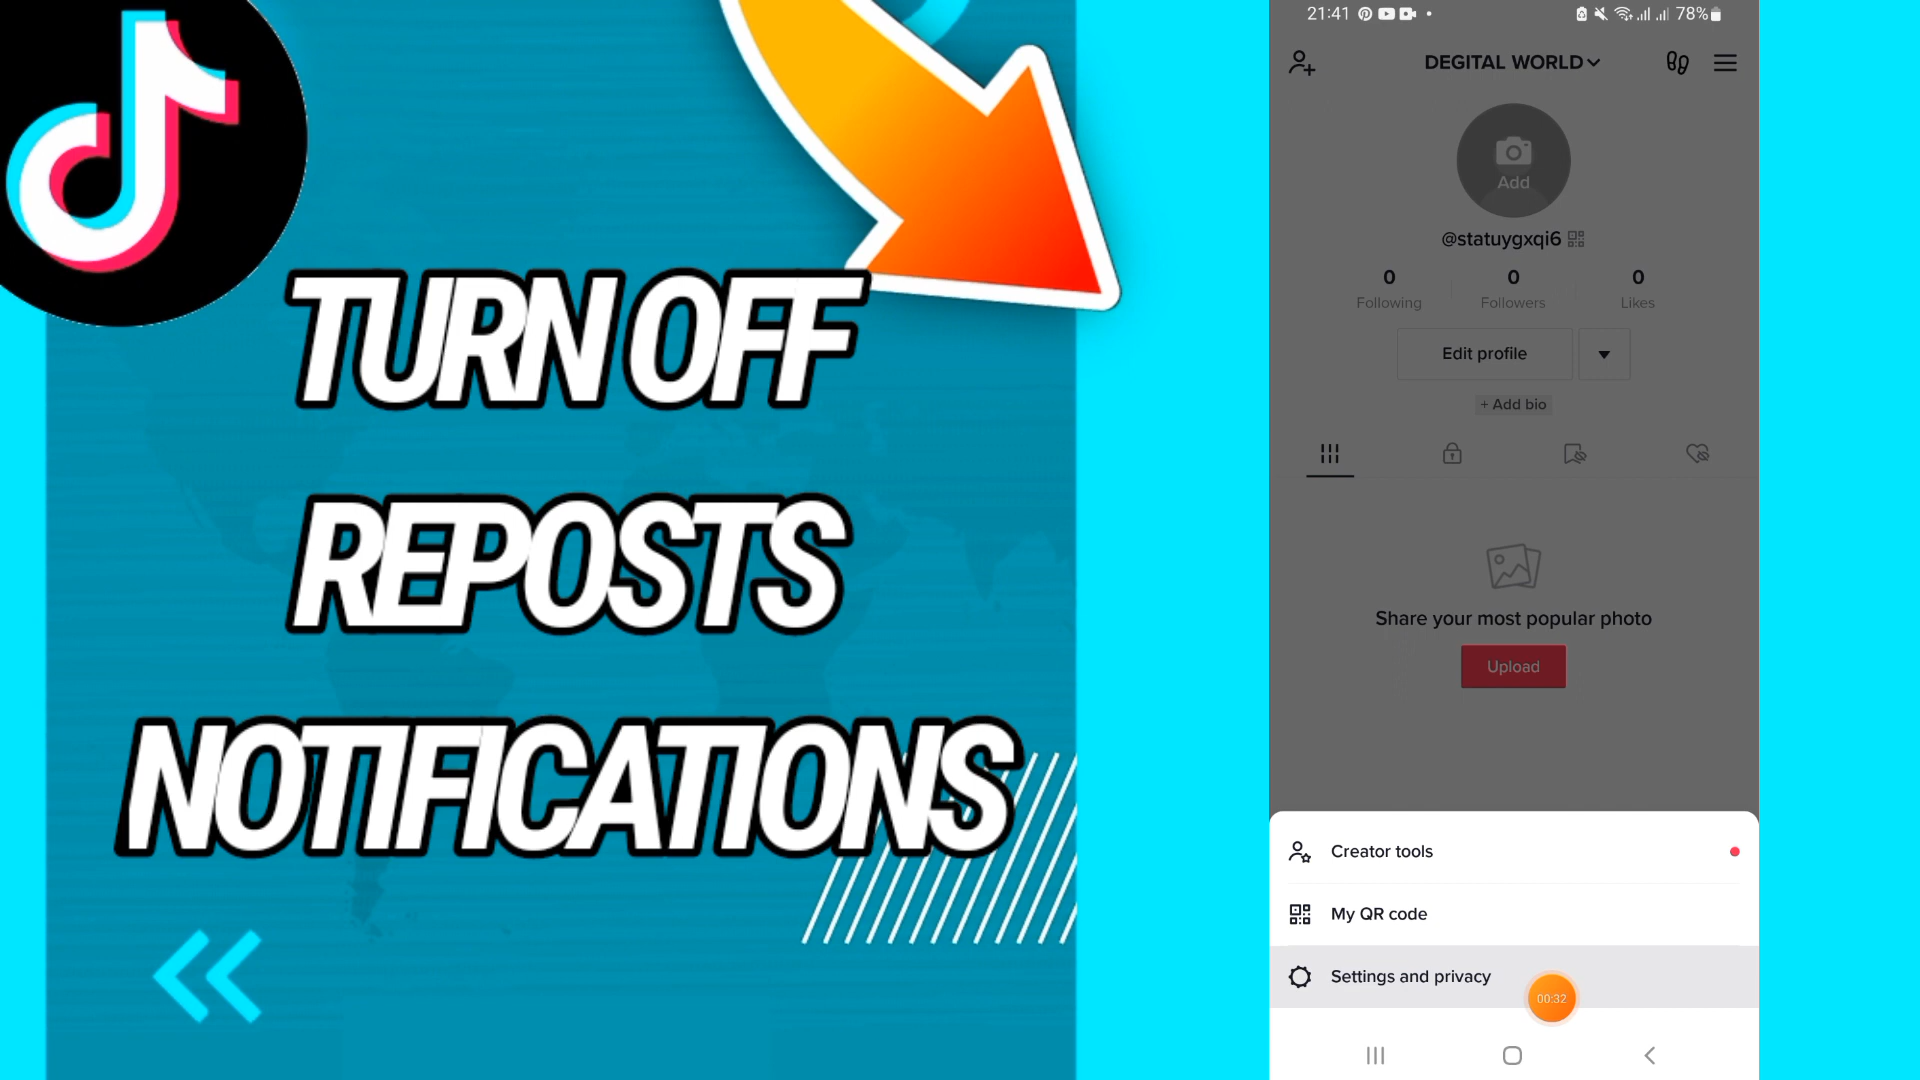 TURN OFF
REPOSTS
NOTIFICATIONS
21:41
78%
DEGITAL WORLD
Add
@statuygxqi6
0 0 0
Following Followers Likes
Edit profile
+ Add bio
Share your most popular photo
Upload
Creator tools
My QR code
Settings and privacy
00:32